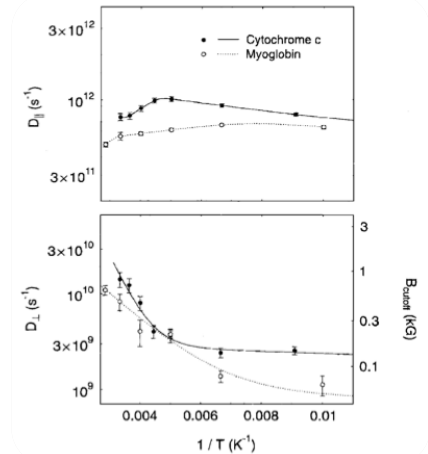 3×10¹²
Cytochrome c
Myoglobin
10¹²
D∥ (s⁻¹)
3×10¹¹
3×10¹⁰
10¹⁰
D⊥ (s⁻¹)
3×10⁹
10⁹
3
1
0.3
0.1
B_cutoff (kG)
0.004 0.006 0.008 0.01
1 / T (K⁻¹)